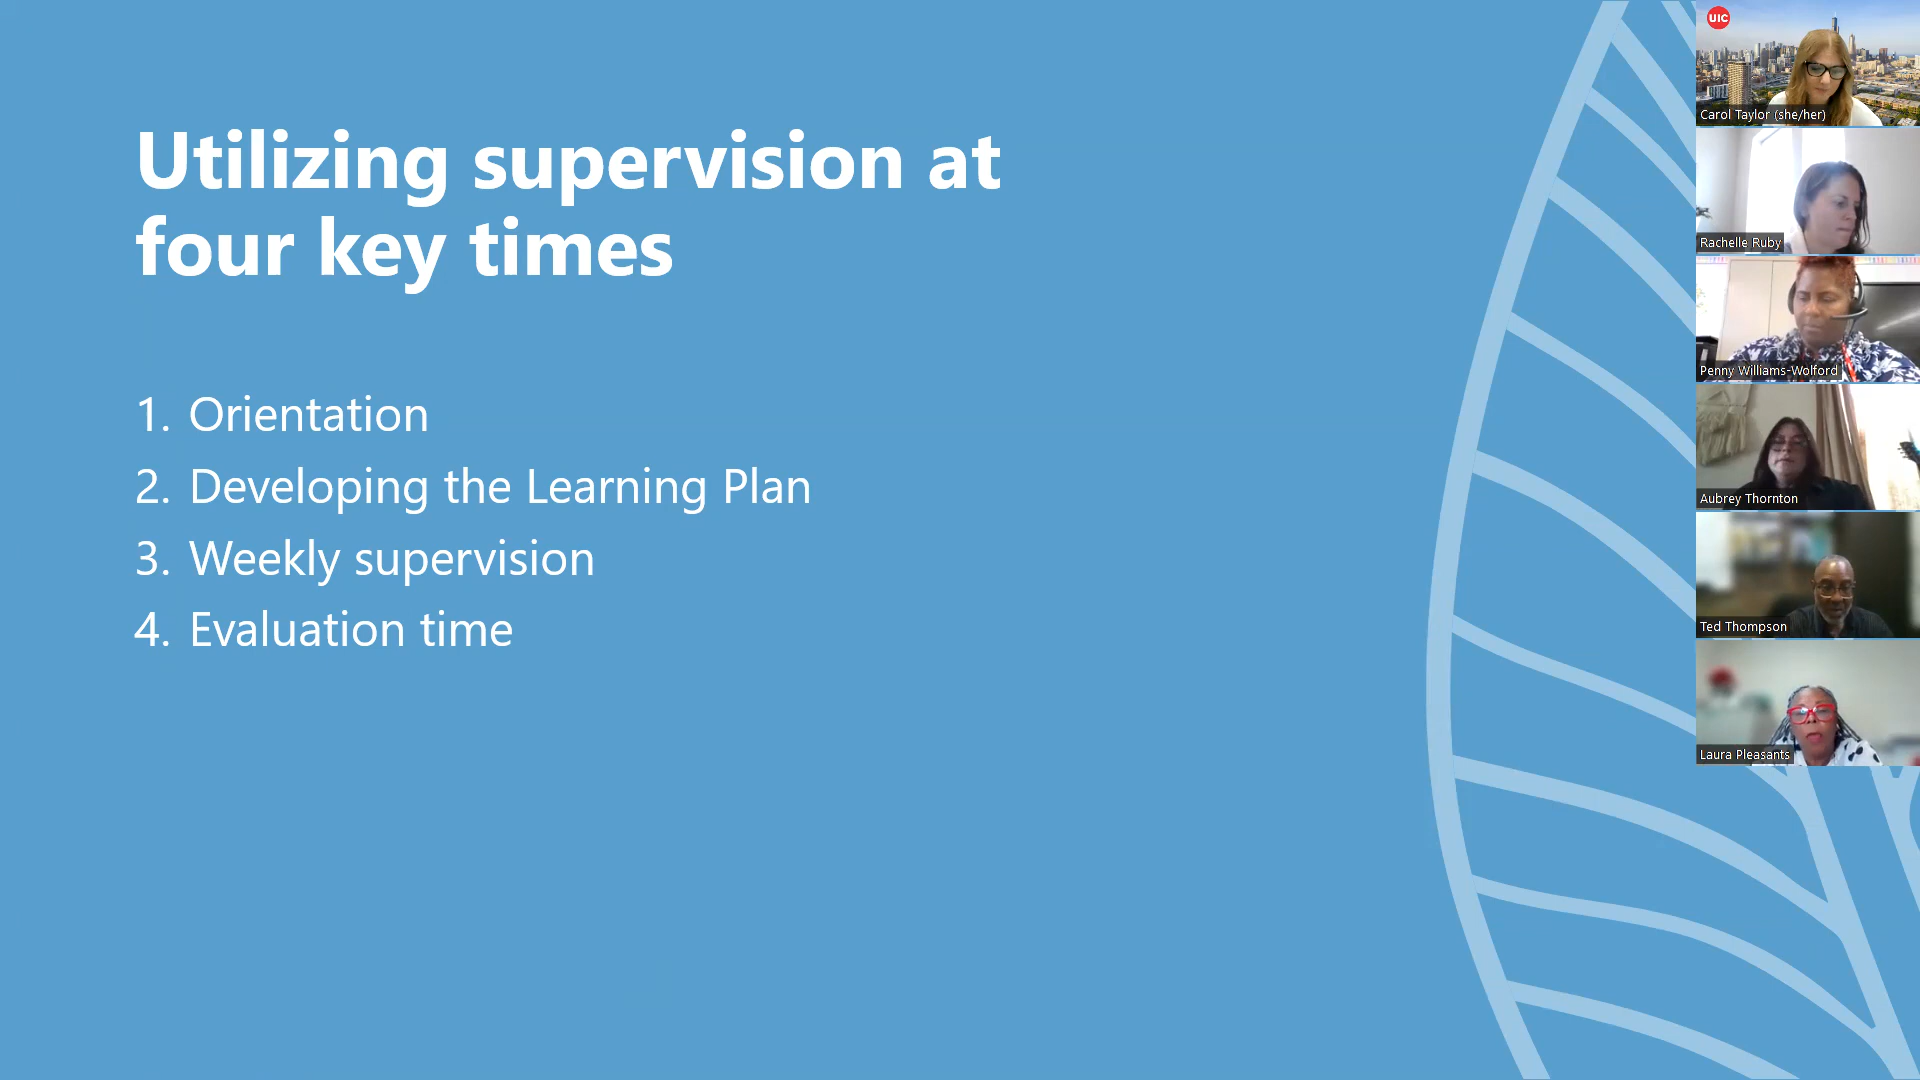 Utilizing supervision at
four key times
1. Orientation
2. Developing the Learning Plan
3. Weekly supervision
4. Evaluation time
UIC
Carol Taylor (she/her)
Rachelle Ruby
Penny Williams-Wolford
Aubrey Thornton
Ted Thompson
Laura Pleasants